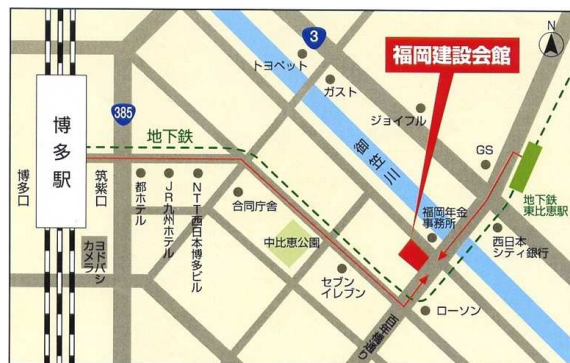 N
3
トヨペット
ガスト
福岡建設会館
ジョイフル
385
地下鉄
御笠川
GS
博多駅
博多口
筑紫口
都ホテル
JR九州ホテル
NTT西日本博多ビル
合同庁舎
中比恵公園
福岡年金
事務所
地下鉄
東比恵駅
西日本
シティ銀行
ヨドバシ
カメラ
セブン
イレブン
ローソン
百年橋通り